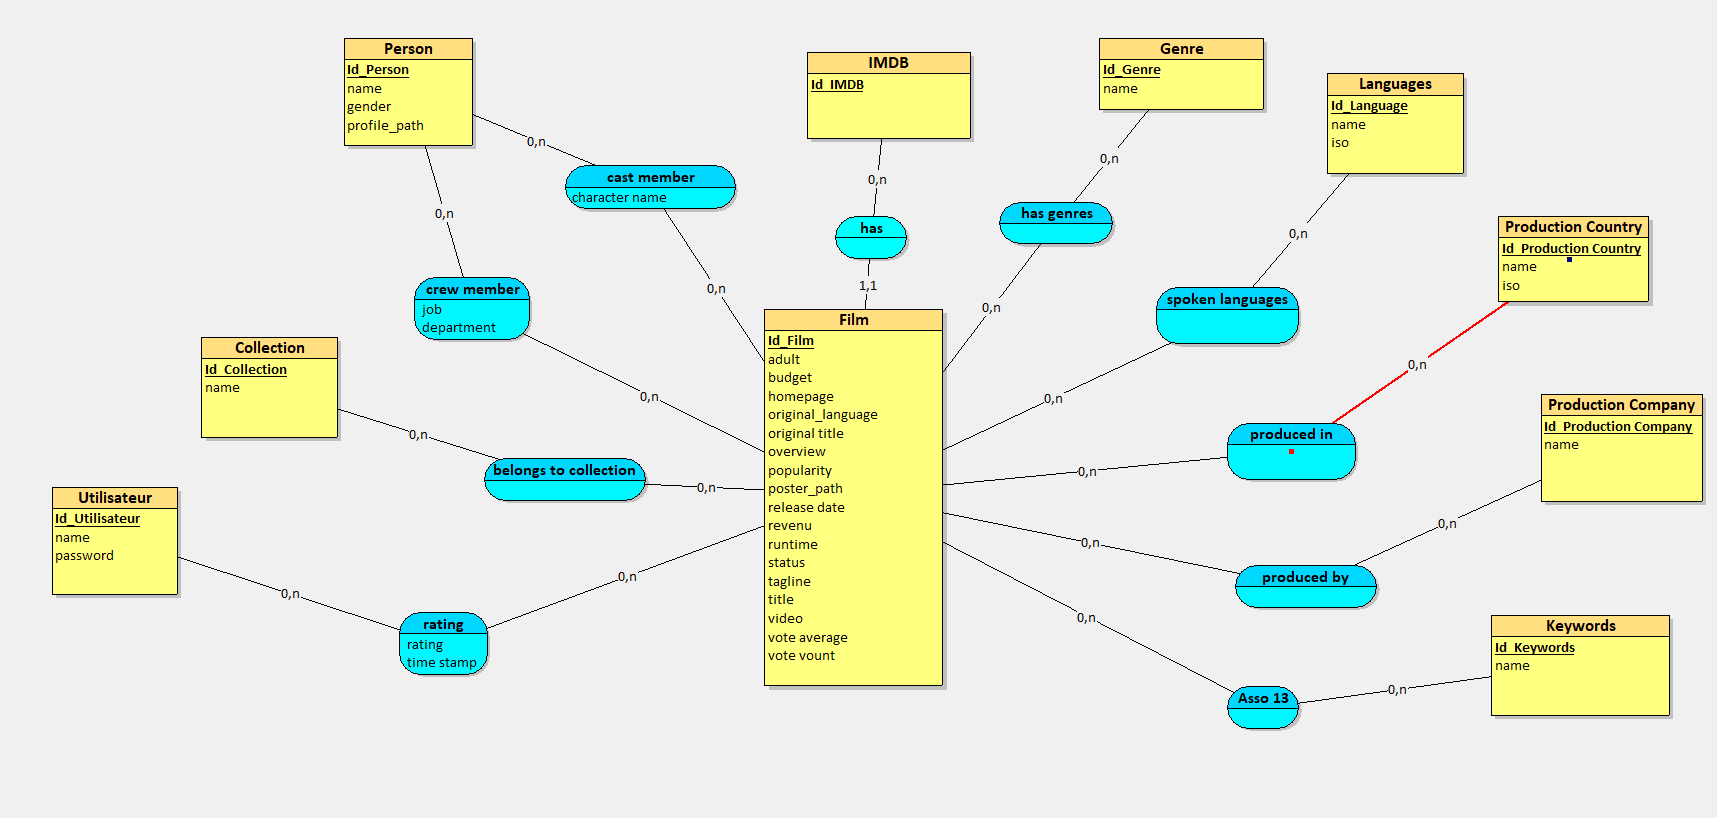 Person
Id_Person
name
gender
profile_path
IMDB
Id_IMDB
Genre
Id_Genre
name
Languages
Id_Language
name
iso
0,n
cast member
character name
0,n
0,n
0,n
has
has genres
0,n
Production Country
Id_Production Country
name
iso
crew member
job
department
0,n
1,1
0,n
spoken languages
Collection
Id_Collection
name
Film
Id_Film
adult
budget
homepage
original_language
original title
overview
popularity
poster_path
release date
revenu
runtime
status
tagline
title
video
vote average
vote vount
0,n
0,n
0,n
Production Company
Id_Production Company
name
0,n
belongs to collection
0,n
produced in
0,n
Utilisateur
Id_Utilisateur
name
password
0,n
0,n
produced by
0,n
0,n
rating
rating
time stamp
0,n
Keywords
Id_Keywords
name
Asso 13
0,n